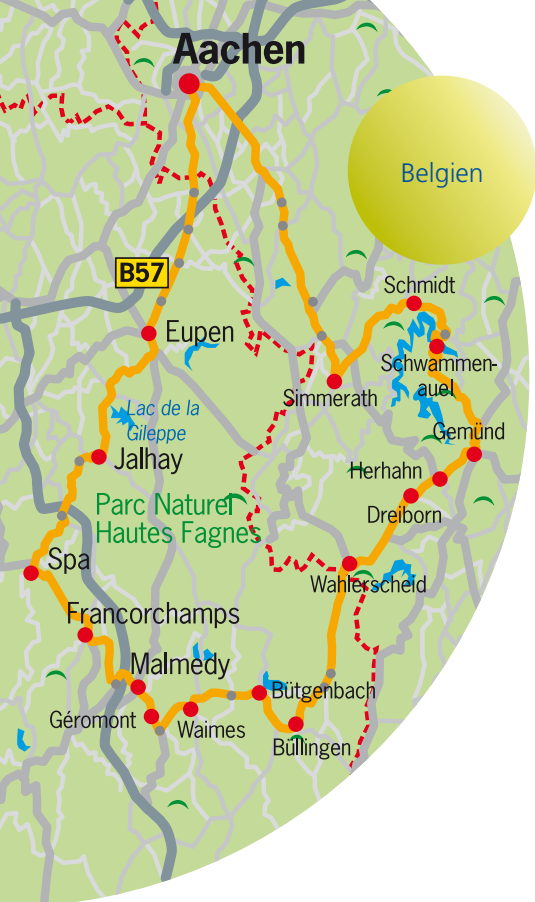 Aachen
Belgien
B57
Schmidt
Eupen
Schwammen-
auel
Simmerath
Lac de la
Gileppe
Gemünd
Jalhay
Herhahn
Parc Naturel
Hautes Fagnes
Dreiborn
Spa
Wahlerscheid
Francorchamps
Malmedy
Bütgenbach
Géromont
Waimes
Büllingen